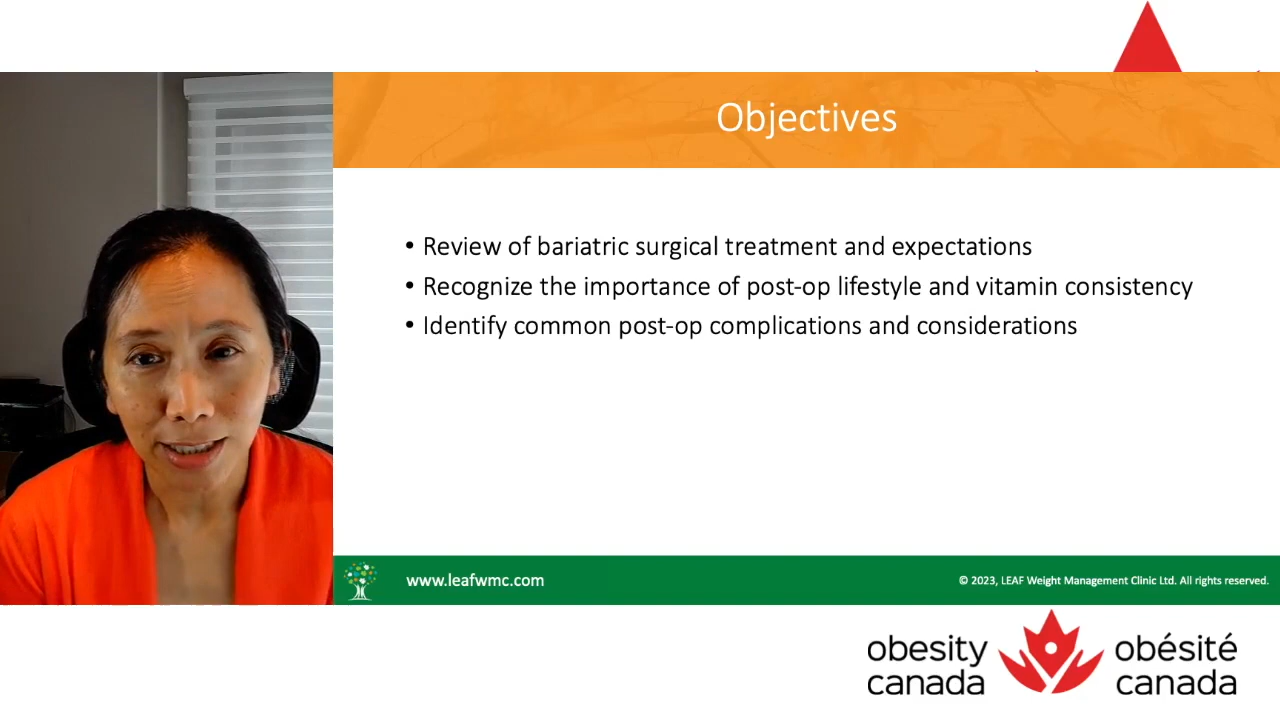 Objectives
• Review of bariatric surgical treatment and expectations
• Recognize the importance of post-op lifestyle and vitamin consistency
• Identify common post-op complications and considerations
www.leafwmc.com
© 2023, LEAF Weight Management Clinic Ltd. All rights reserved.
obesity
canada
obésité
canada